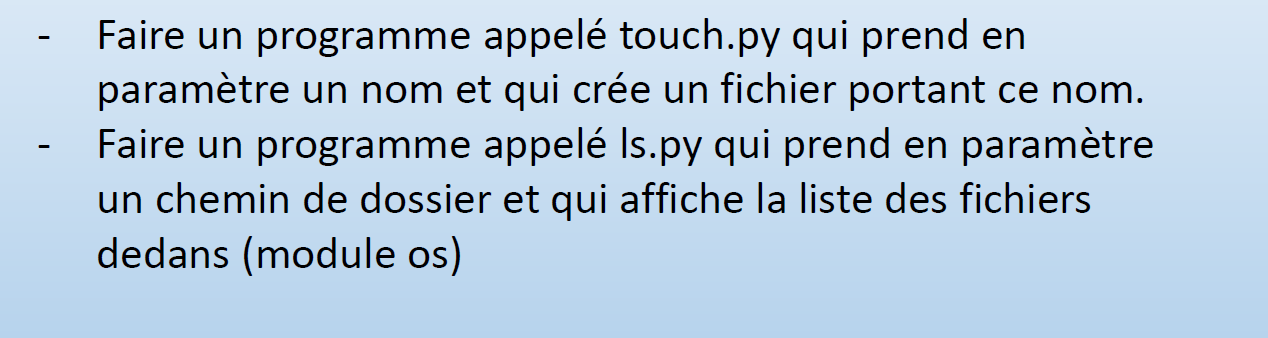 - Faire un programme appelé touch.py qui prend en
paramètre un nom et qui crée un fichier portant ce nom.
- Faire un programme appelé ls.py qui prend en paramètre
un chemin de dossier et qui affiche la liste des fichiers
dedans (module os)